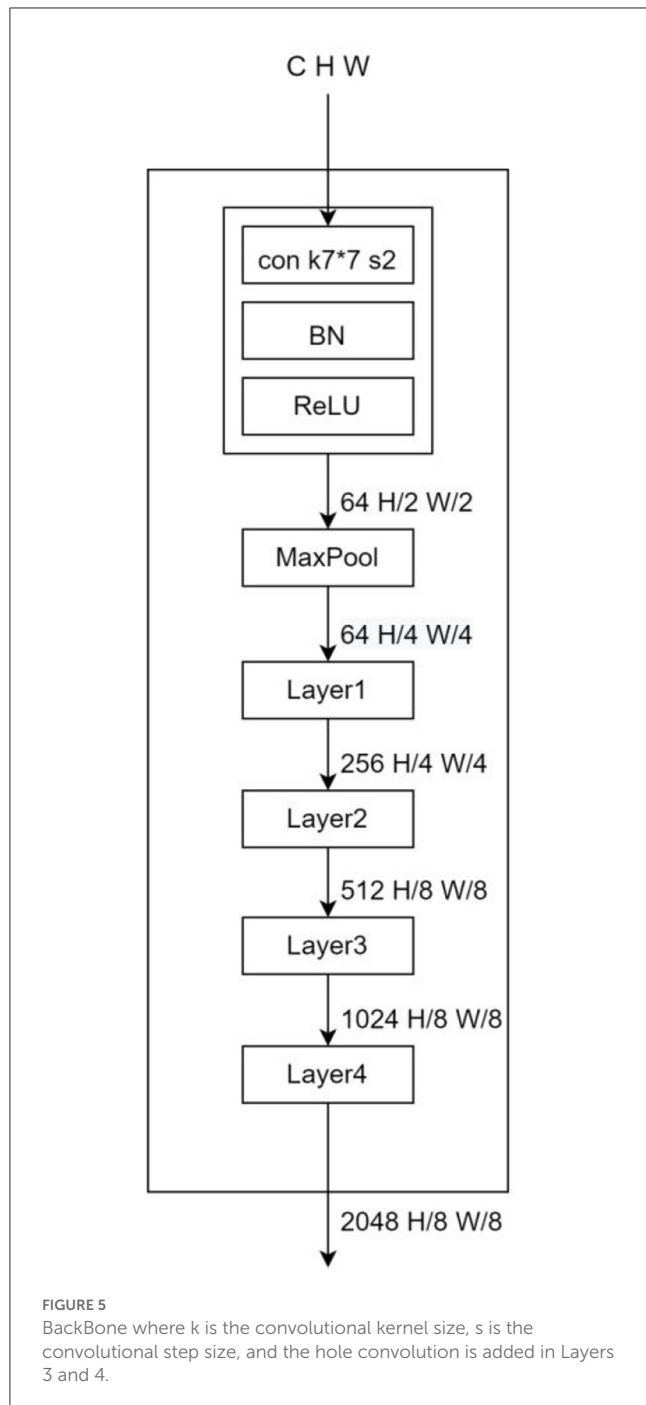 C H W
con k7*7 s2
BN
ReLU
64 H/2 W/2
MaxPool
64 H/4 W/4
Layer1
256 H/4 W/4
Layer2
512 H/8 W/8
Layer3
1024 H/8 W/8
Layer4
2048 H/8 W/8
FIGURE 5
BackBone where k is the convolutional kernel size, s is the
convolutional step size, and the hole convolution is added in Layers
3 and 4.